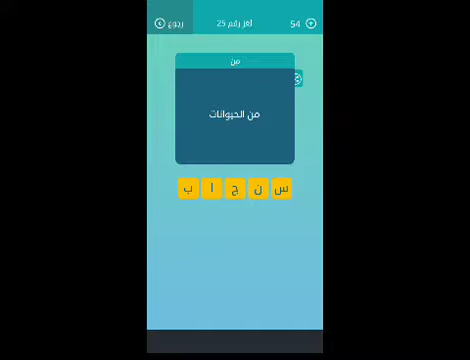 رجوع لغز رقم 25 54
من
من الحيوانات
س ن ج ا ب